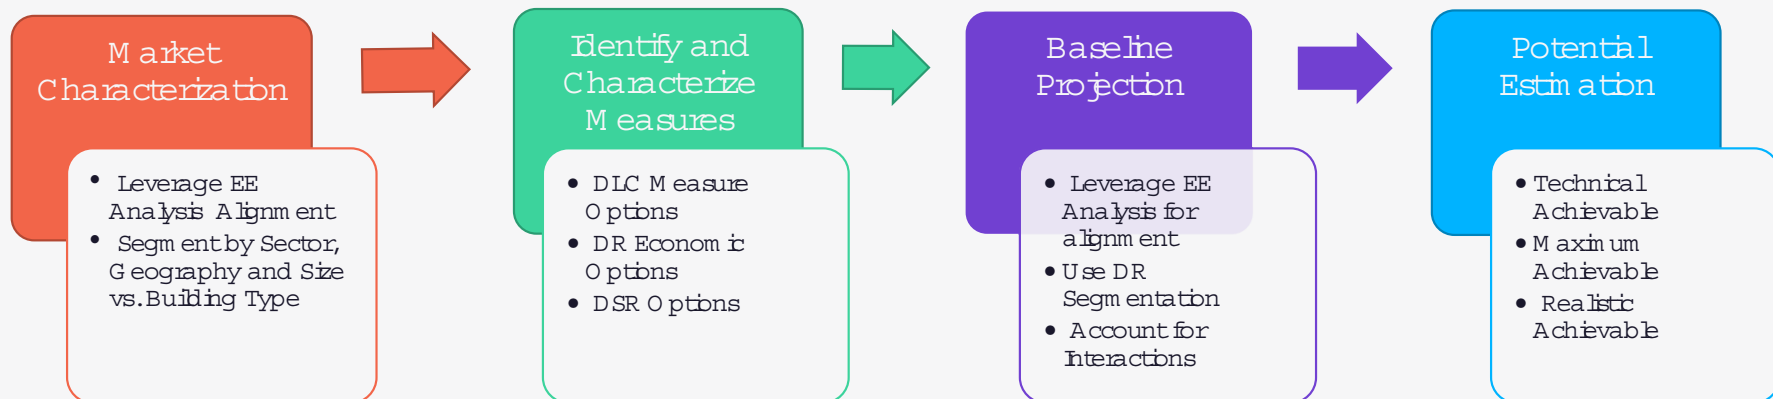 Market
Characterization
• Leverage EE
Analysis Alignment
• Segment by Sector,
Geography and Size
vs. Building Type
Identify and
Characterize
Measures
• DLC Measure
Options
• DR Economic
Options
• DSR Options
Baseline
Projection
• Leverage EE
Analysis for
alignment
• Use DR
Segmentation
• Account for
Interactions
Potential
Estimation
• Technical
Achievable
• Maximum
Achievable
• Realistic
Achievable